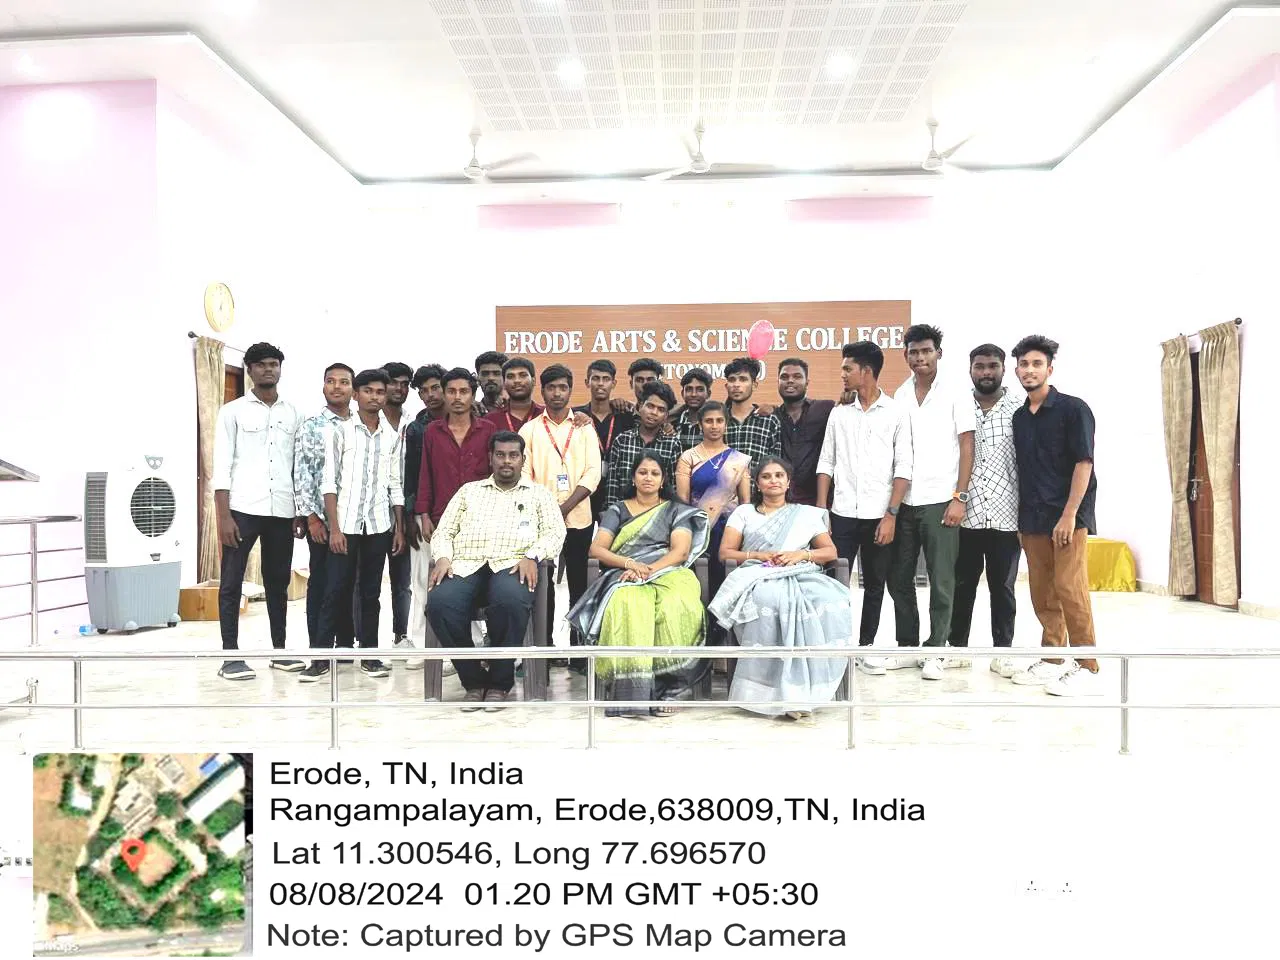 ERODE ARTS & SCIENCE COLLEGE
Erode, TN, India
Rangampalayam, Erode,638009,TN, India
Lat 11.300546, Long 77.696570
08/08/2024 01.20 PM GMT +05:30
Note: Captured by GPS Map Camera